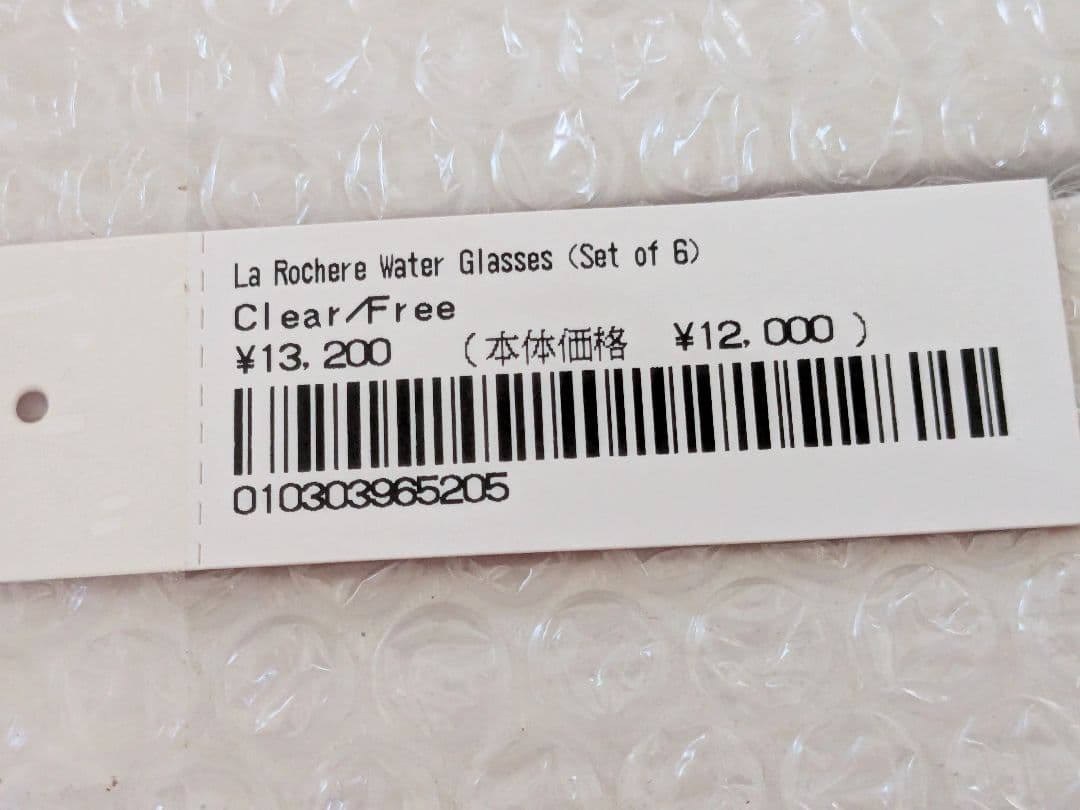 La Rochere Water Glasses (Set of 6)
Clear/Free
¥13,200 (本体価格 ¥12,000)
010303965205